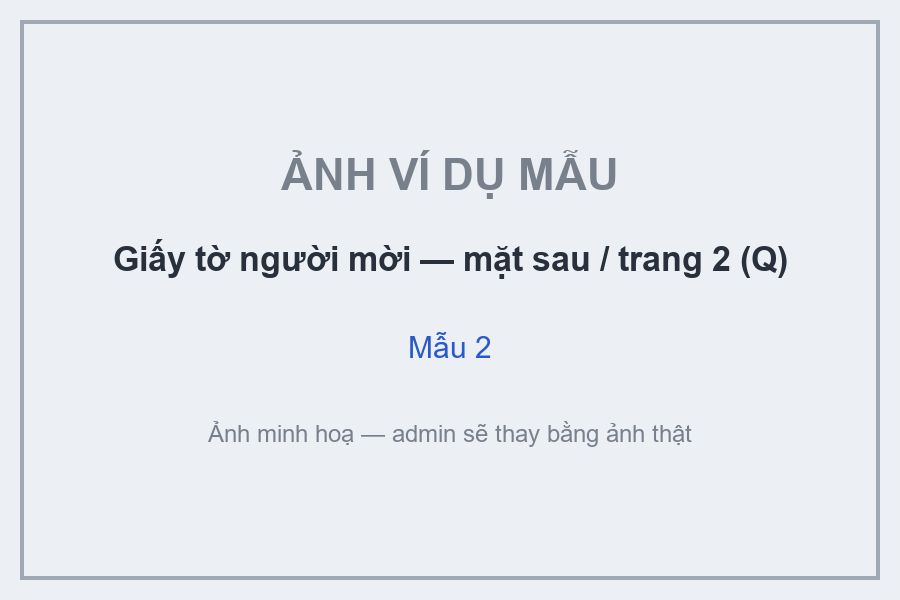 ẢNH VÍ DỤ MẪU
Giấy tờ người mời — mặt sau / trang 2 (Q)
Mẫu 2
Ảnh minh hoạ — admin sẽ thay bằng ảnh thật